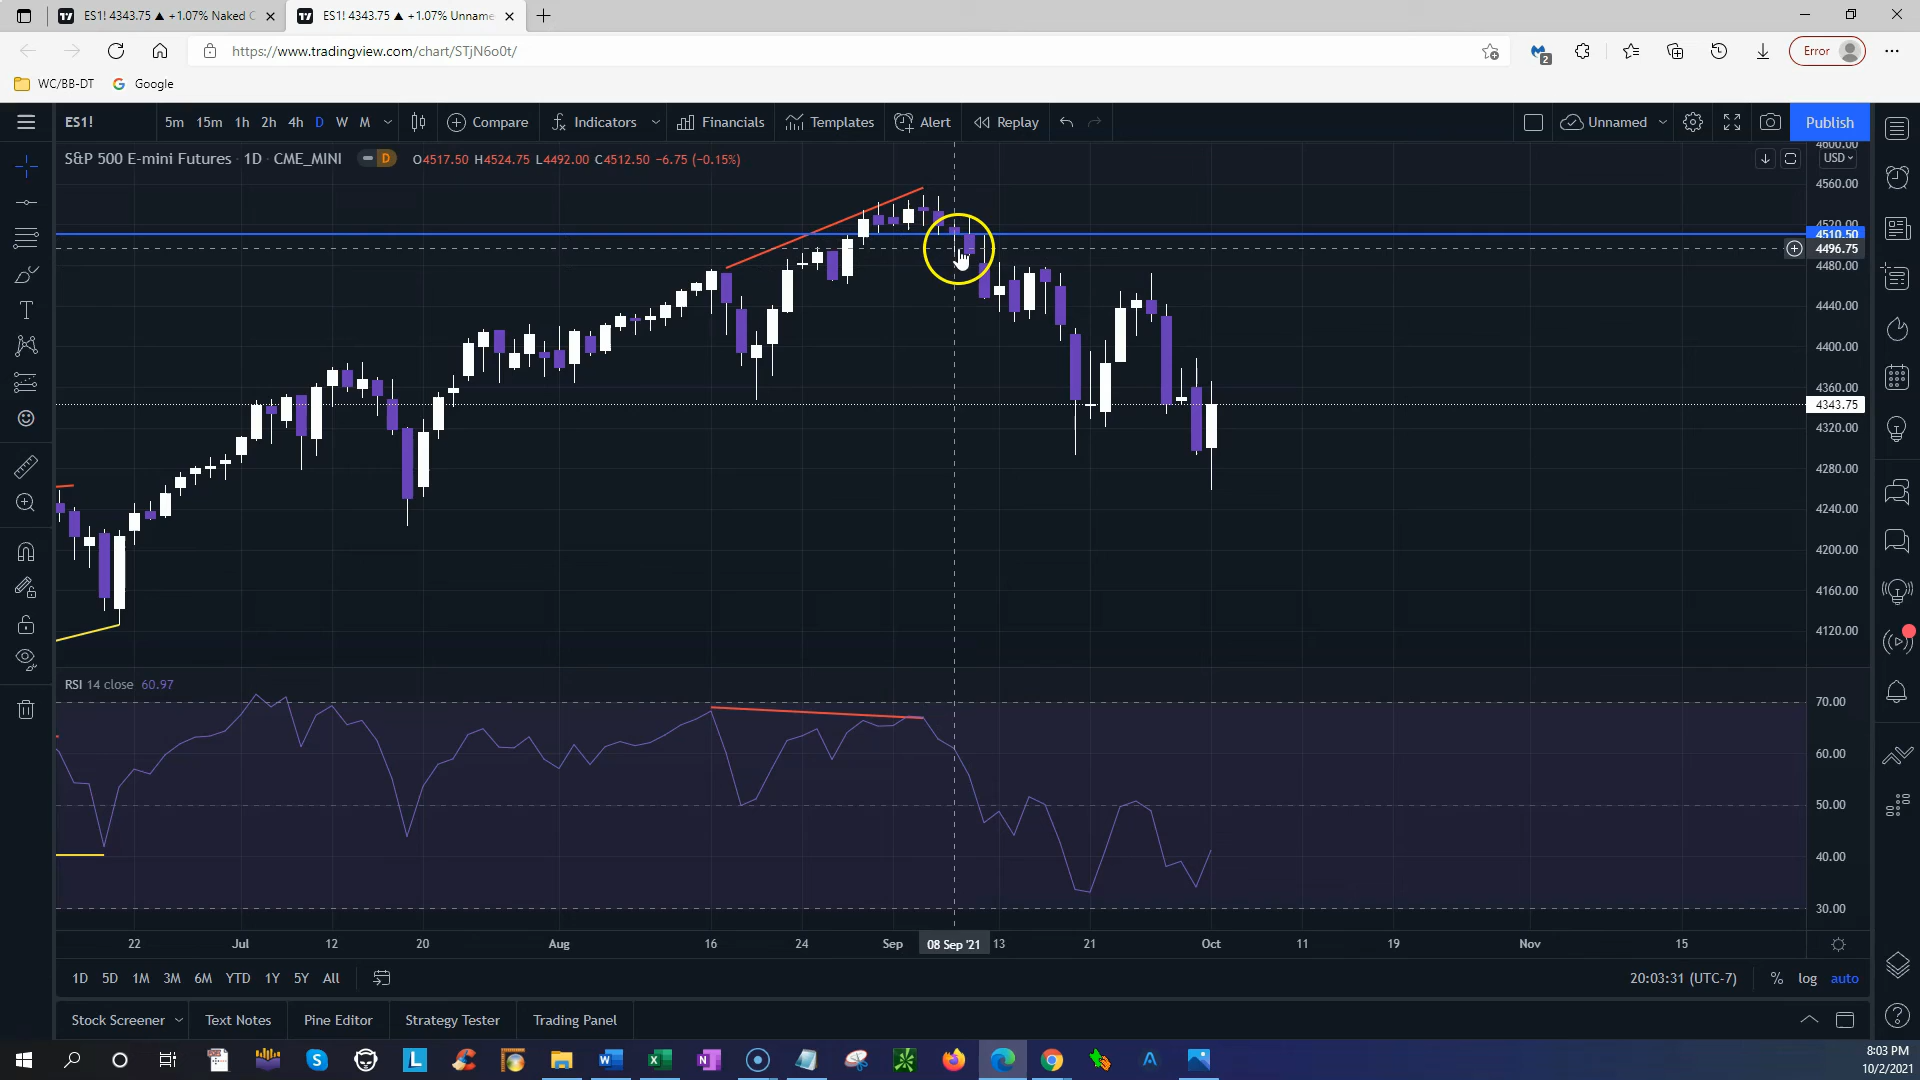 ES1! 4343.75 ▲ +1.07% Naked C
ES1! 4343.75 ▲ +1.07% Unname
https://www.tradingview.com/chart/STjN6o0t/
2
Error
WC/BB-DT
Google
ES1!
5m 15m 1h 2h 4h D W M
Compare
Indicators
Financials
Templates
Alert
Replay
Unnamed
Publish
S&P 500 E-mini Futures · 1D · CME_MINI
D
O4517.50 H4524.75 L4492.00 C4512.50 −6.75 (−0.15%)
4600.00
USD
4560.00
4520.00
4510.50
4496.75
4480.00
4440.00
4400.00
4360.00
4343.75
4320.00
4280.00
4240.00
4200.00
4160.00
4120.00
RSI 14 close 60.97
70.00
60.00
50.00
40.00
30.00
22 Jul 12 20 Aug 16 24 Sep 08 Sep '21 13 21 Oct 11 19 Nov 15
1D 5D 1M 3M 6M YTD 1Y 5Y All
20:03:31 (UTC-7) % log auto
Stock Screener Text Notes Pine Editor Strategy Tester Trading Panel
8:03 PM
10/2/2021